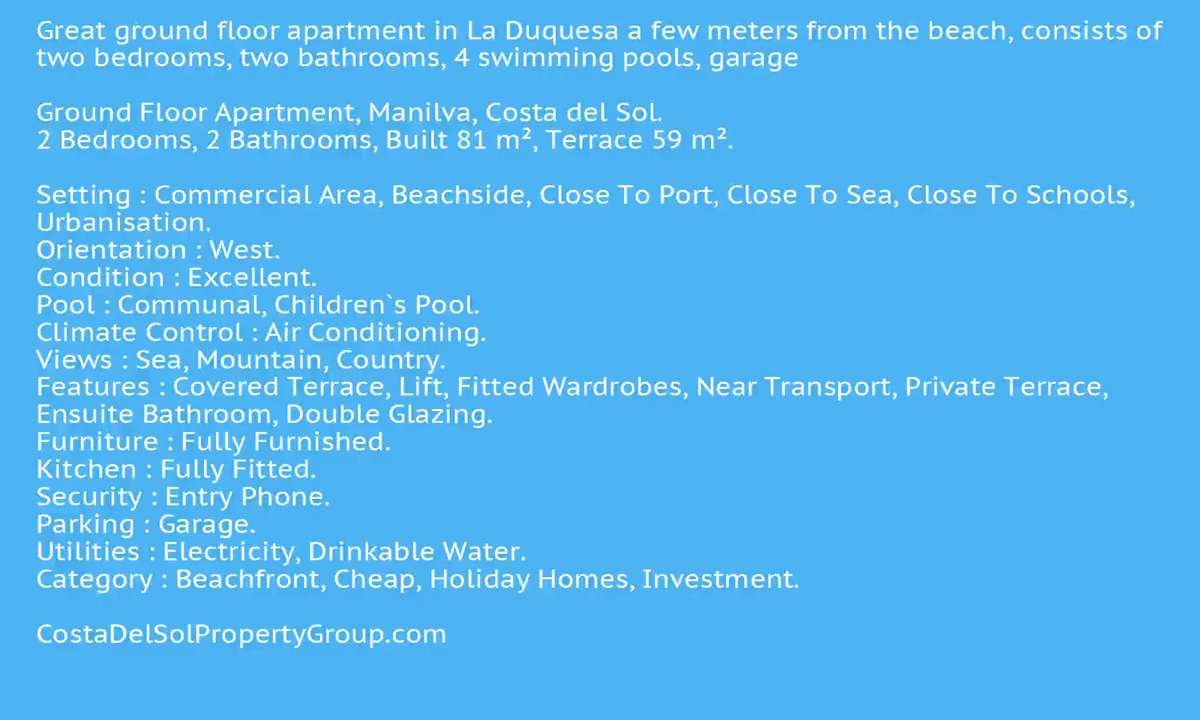 Great ground floor apartment in La Duquesa a few meters from the beach, consists of
two bedrooms, two bathrooms, 4 swimming pools, garage
Ground Floor Apartment, Manilva, Costa del Sol.
2 Bedrooms, 2 Bathrooms, Built 81 m², Terrace 59 m².
Setting : Commercial Area, Beachside, Close To Port, Close To Sea, Close To Schools,
Urbanisation.
Orientation : West.
Condition : Excellent.
Pool : Communal, Children`s Pool.
Climate Control : Air Conditioning.
Views : Sea, Mountain, Country.
Features : Covered Terrace, Lift, Fitted Wardrobes, Near Transport, Private Terrace,
Ensuite Bathroom, Double Glazing.
Furniture : Fully Furnished.
Kitchen : Fully Fitted.
Security : Entry Phone.
Parking : Garage.
Utilities : Electricity, Drinkable Water.
Category : Beachfront, Cheap, Holiday Homes, Investment.
CostaDelSolPropertyGroup.com